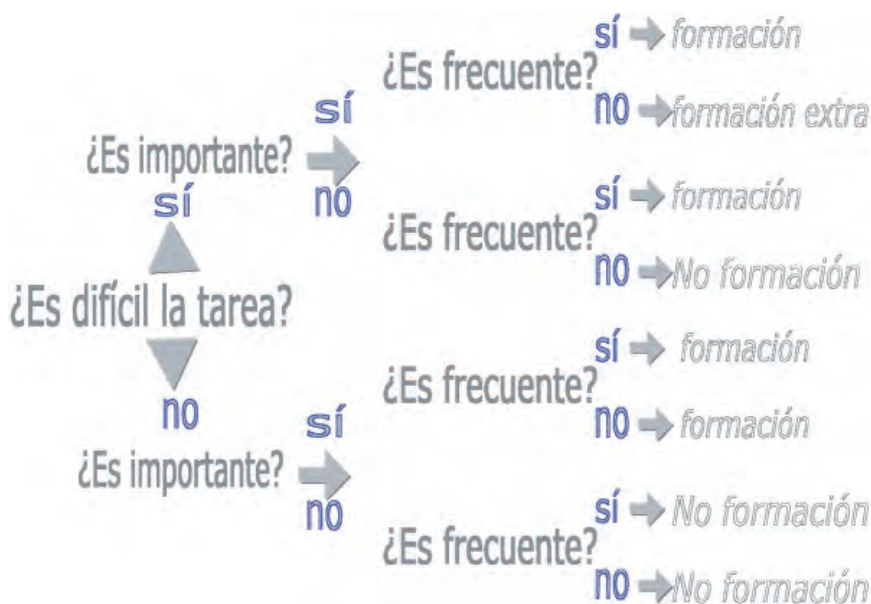 sí formación
¿Es frecuente?
no formación extra
sí
¿Es importante?
no
sí
sí formación
¿Es frecuente?
no No formación
¿Es difícil la tarea?
sí formación
¿Es frecuente?
no formación
no
sí
¿Es importante?
no
sí No formación
¿Es frecuente?
no No formación